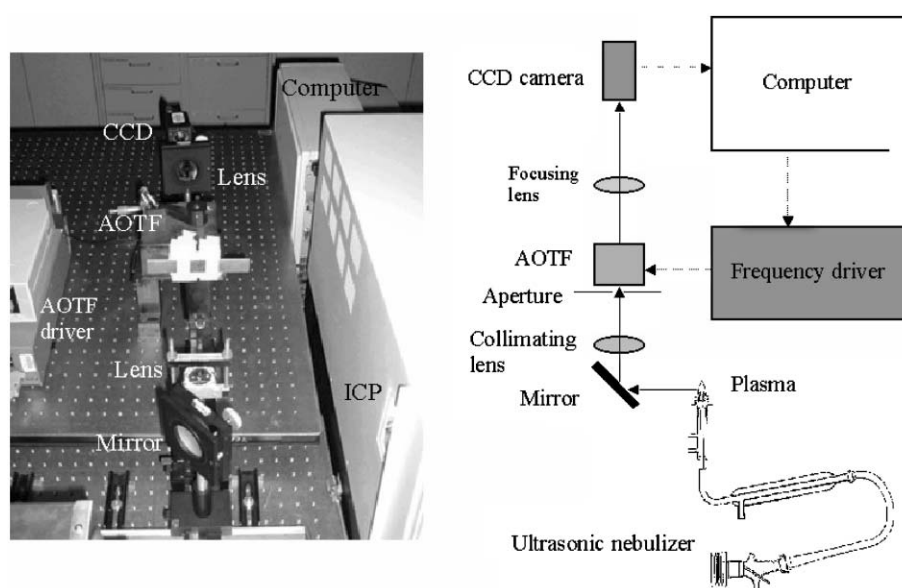 Computer
CCD
Lens
AOTF
AOTF
driver
Lens
ICP
Mirror
CCD camera
Computer
Focusing
lens
AOTF
Frequency driver
Aperture
Collimating
lens
Plasma
Mirror
Ultrasonic nebulizer